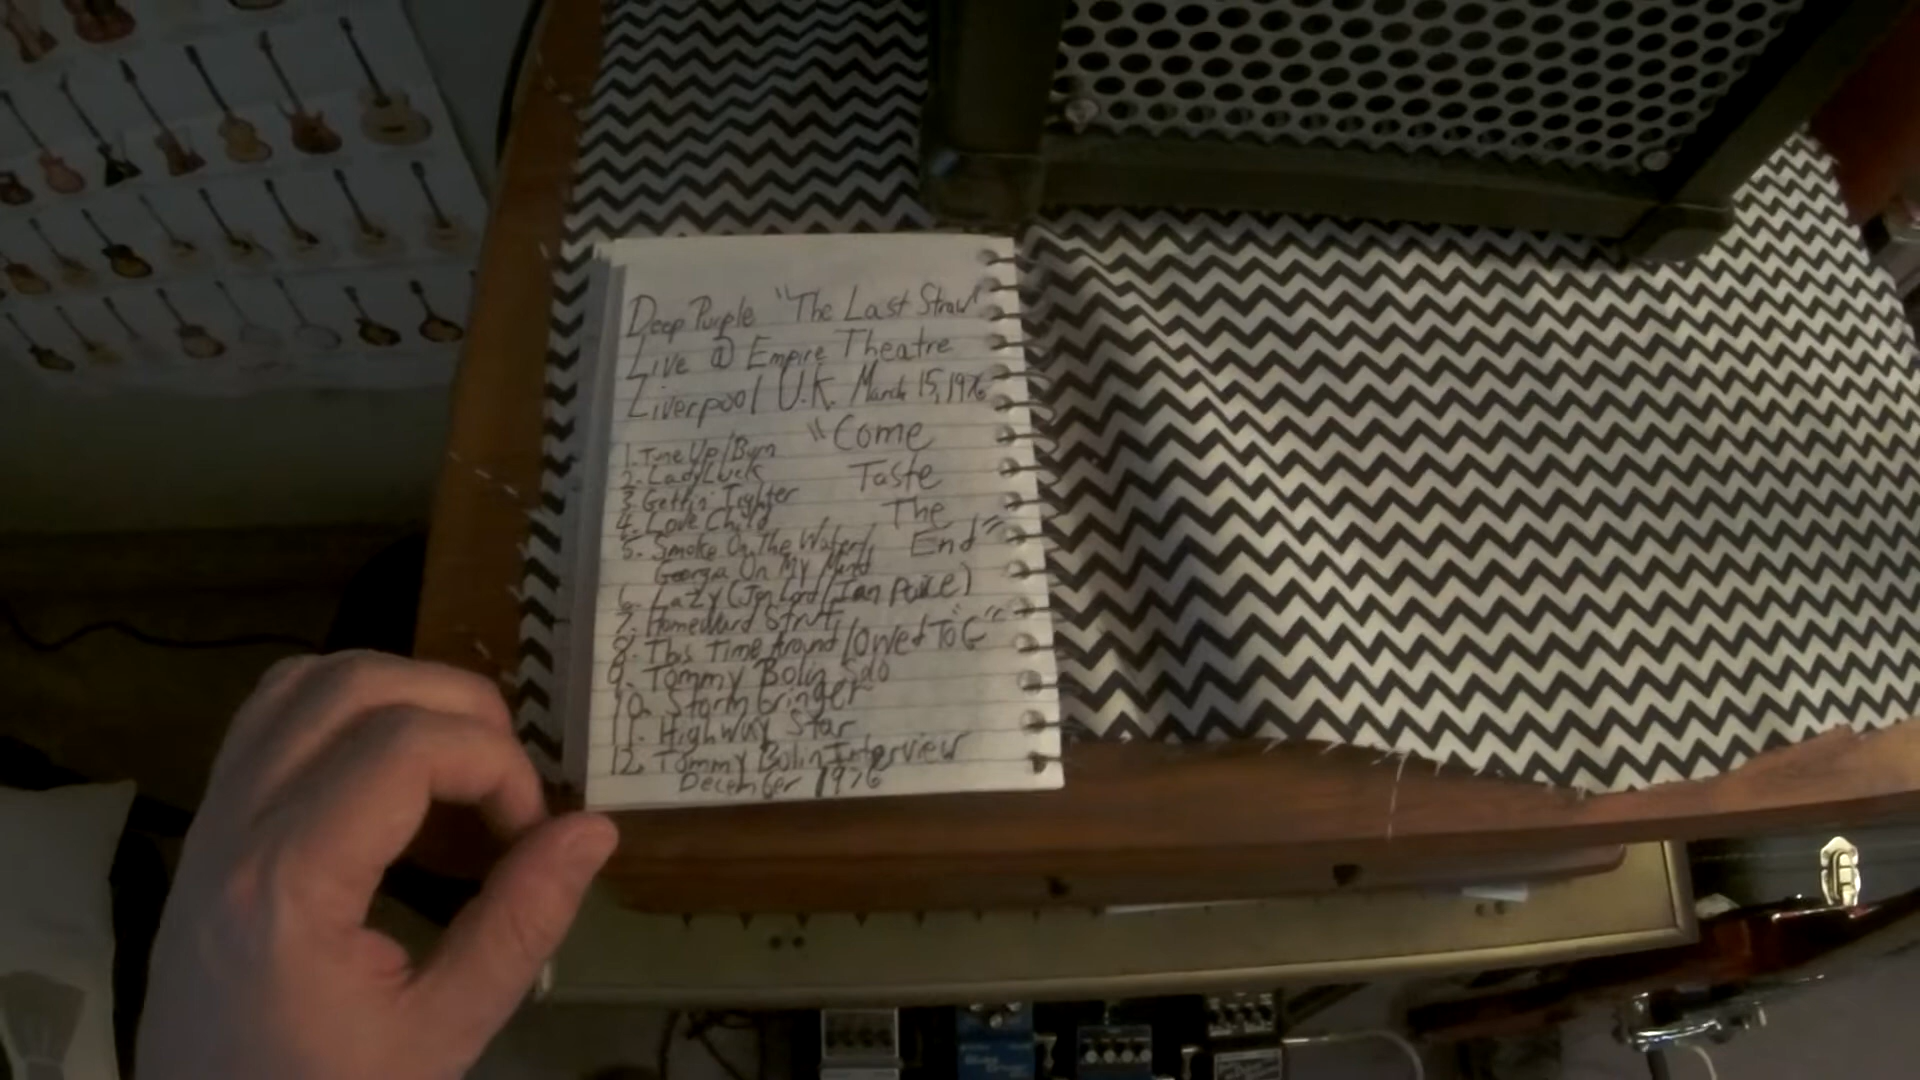 Deep Purple "The Last Straw"
Live @ Empire Theatre
Liverpool U.K. March 15, 1976
"Come
Taste
The
End"
1. Tune Up/Burn
2. Lady Luck
3. Gettin' Tighter
4. Love Child
5. Smoke On The Water/
Georgia On My Mind
6. Lazy (Jon Lord/Ian Paice)
7. Homeward Strut
8. This Time Around/Owed To "G"
9. Tommy Bolin Solo
10. Stormbringer
11. Highway Star
12. Tommy Bolin Interview
December 1976